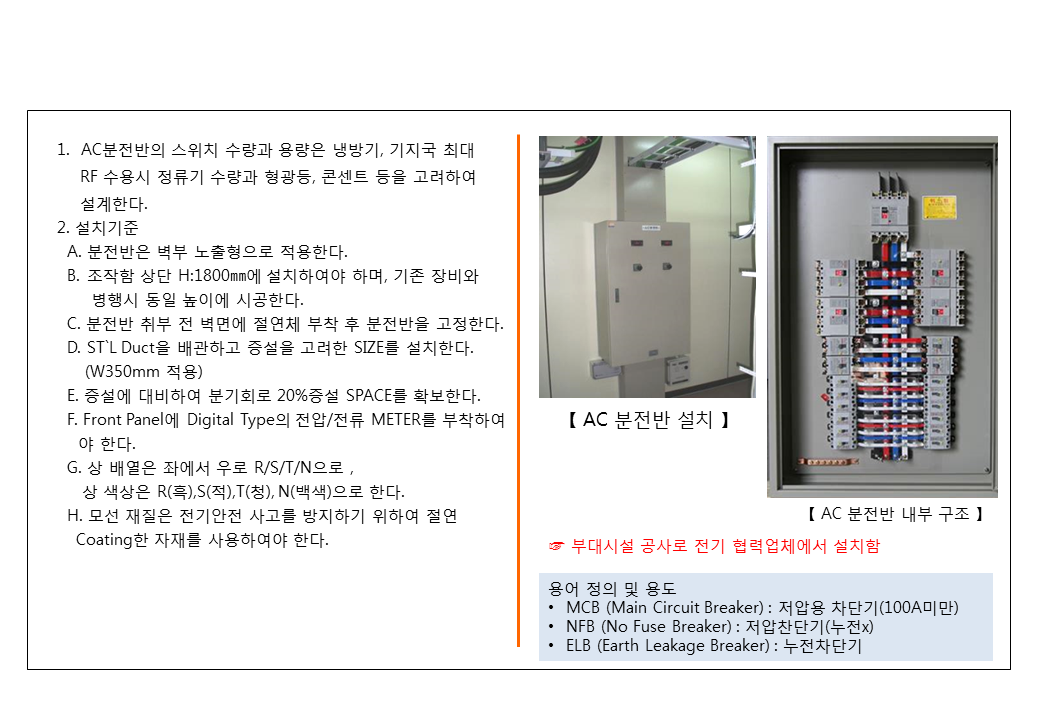 1. AC분전반의 스위치 수량과 용량은 냉방기, 기지국 최대
RF 수용시 정류기 수량과 형광등, 콘센트 등을 고려하여
설계한다.
2. 설치기준
A. 분전반은 벽부 노출형으로 적용한다.
B. 조작함 상단 H:1800㎜에 설치하여야 하며, 기존 장비와
병행시 동일 높이에 시공한다.
C. 분전반 취부 전 벽면에 절연체 부착 후 분전반을 고정한다.
D. ST`L Duct을 배관하고 증설을 고려한 SIZE를 설치한다.
(W350mm 적용)
E. 증설에 대비하여 분기회로 20%증설 SPACE를 확보한다.
F. Front Panel에 Digital Type의 전압/전류 METER를 부착하여
야 한다.
G. 상 배열은 좌에서 우로 R/S/T/N으로 ,
상 색상은 R(흑),S(적),T(청), N(백색)으로 한다.
H. 모선 재질은 전기안전 사고를 방지하기 위하여 절연
Coating한 자재를 사용하여야 한다.
【 AC 분전반 설치 】
【 AC 분전반 내부 구조 】
☞ 부대시설 공사로 전기 협력업체에서 설치함
용어 정의 및 용도
• MCB (Main Circuit Breaker) : 저압용 차단기(100A미만)
• NFB (No Fuse Breaker) : 저압찬단기(누전x)
• ELB (Earth Leakage Breaker) : 누전차단기